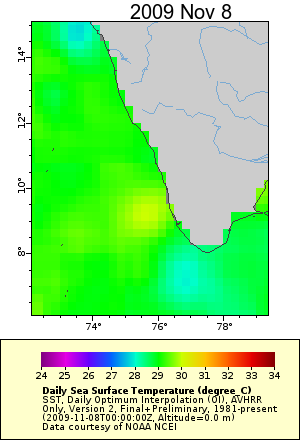 2009 Nov 8
14°
12°
10°
8°
74° 76° 78°
24 25 26 27 28 29 30 31 32 33 34
Daily Sea Surface Temperature (degree_C)
SST, Daily Optimum Interpolation (OI), AVHRR
Only, Version 2, Final+Preliminary, 1981-present
(2009-11-08T00:00:00Z, Altitude=0.0 m)
Data courtesy of NOAA NCEI